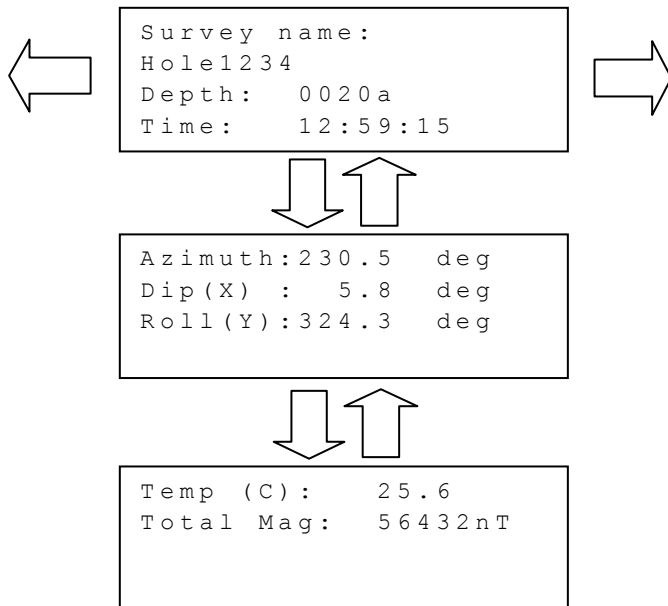 Survey name:
Hole1234
Depth: 0020a
Time: 12:59:15
Azimuth:230.5 deg
Dip(X) : 5.8 deg
Roll(Y):324.3 deg
Temp (C): 25.6
Total Mag: 56432nT